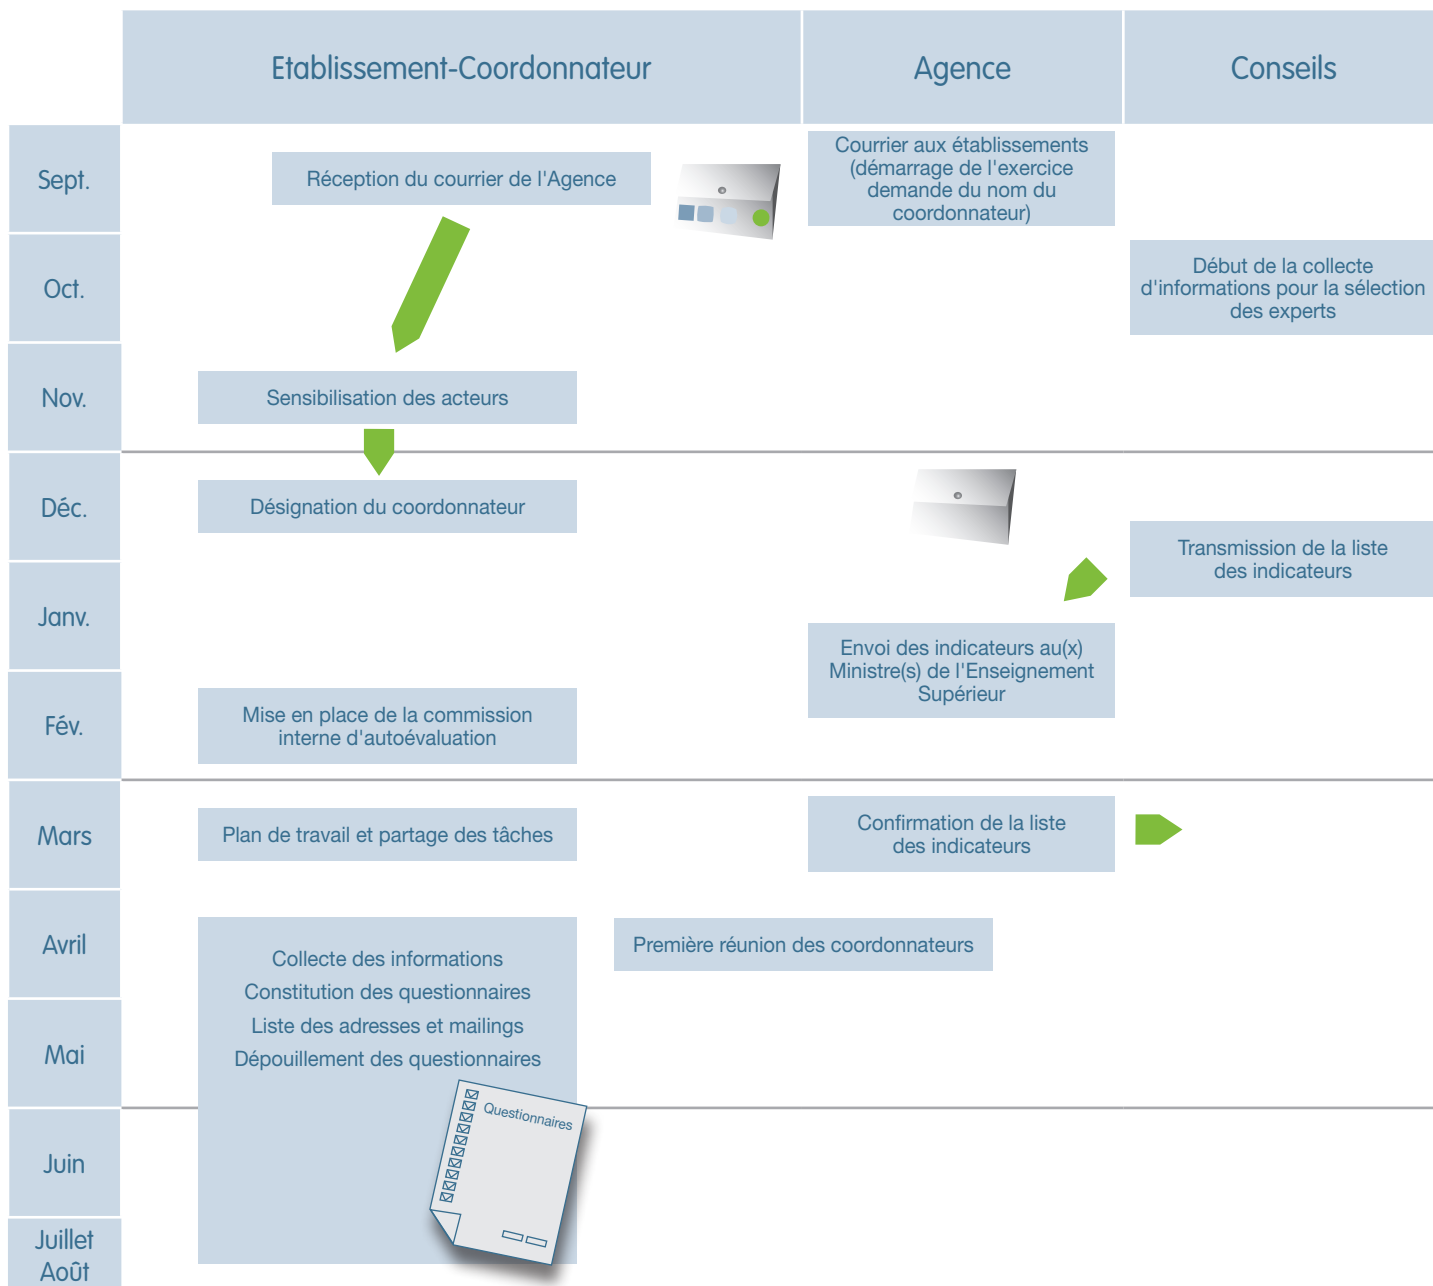 Etablissement-Coordonnateur
Agence
Conseils
Sept.
Réception du courrier de l'Agence
Courrier aux établissements
(démarrage de l'exercice
demande du nom du
coordonnateur)
Oct.
Début de la collecte
d'informations pour la sélection
des experts
Nov.
Sensibilisation des acteurs
Déc.
Désignation du coordonnateur
Transmission de la liste
des indicateurs
Janv.
Envoi des indicateurs au(x)
Ministre(s) de l'Enseignement
Supérieur
Fév.
Mise en place de la commission
interne d'autoévaluation
Mars
Plan de travail et partage des tâches
Confirmation de la liste
des indicateurs
Avril
Première réunion des coordonnateurs
Collecte des informations
Constitution des questionnaires
Liste des adresses et mailings
Mai
Dépouillement des questionnaires
Questionnaires
Juin
Juillet
Août